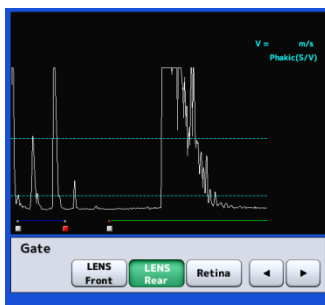 V =      m/s
Phakic(S/V)
Gate
LENS Front
LENS Rear
Retina